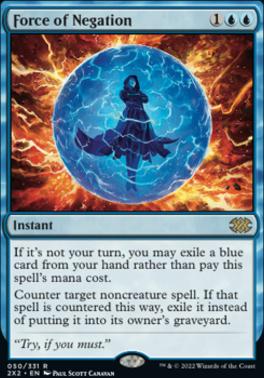 Force of Negation 1
Instant
If it's not your turn, you may exile a blue
card from your hand rather than pay this
spell's mana cost.
Counter target noncreature spell. If that
spell is countered this way, exile it instead
of putting it into its owner's graveyard.
"Try, if you must."
050/331 R
2X2 • EN Paul Scott Canavan
™ & © 2022 Wizards of the Coast